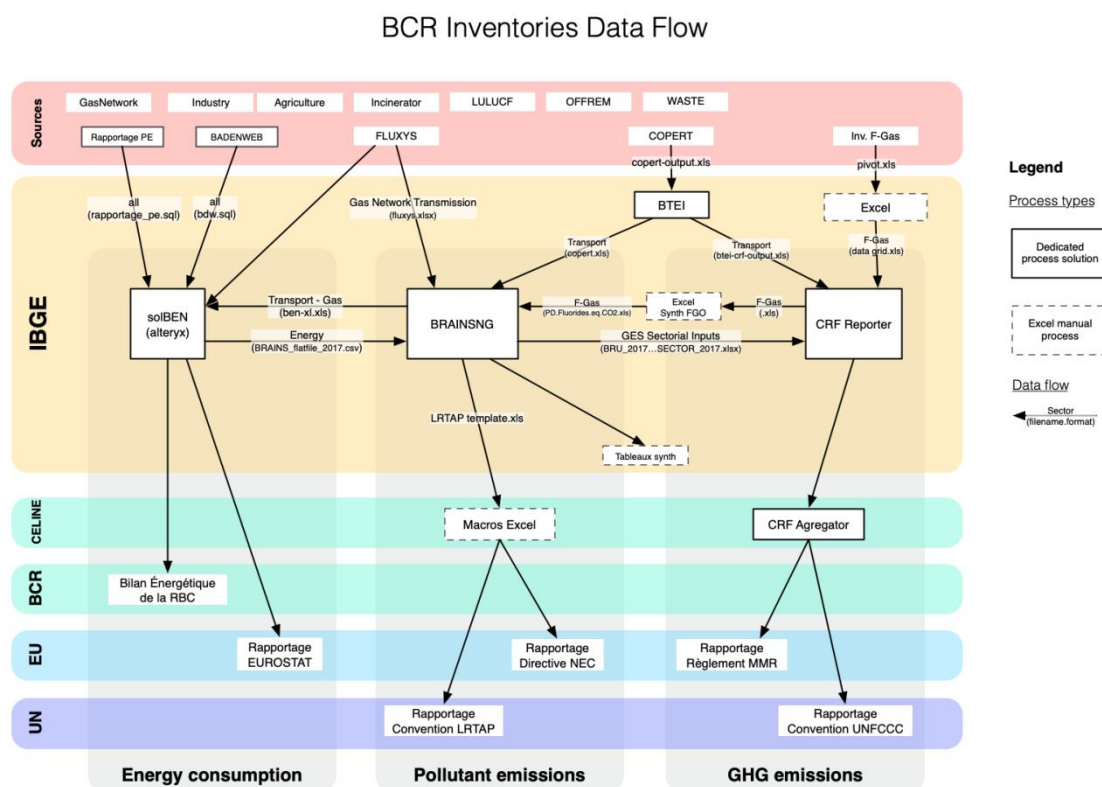 BCR Inventories Data Flow
Sources
GasNetwork
Industry
Agriculture
Incinerator
LULUCF
OFFREM
WASTE
Rapportage PE
BADENWEB
FLUXYS
COPERT
Inv. F-Gas
copert-output.xls
pivot.xls
IBGE
all
(rapportage_pe.sql)
all
(bdw.sql)
Gas Network Transmission
(fluxys.xlsx)
BTEI
Excel
Transport
(copert.xls)
Transport
(btei-crf-output.xls)
F-Gas
(data grid.xls)
solBEN
(alteryx)
Transport - Gas
(ben-xl.xls)
Energy
(BRAINS_flatfile_2017.csv)
BRAINSNG
F-Gas
(PD.Fluorides.eq.CO2.xls)
Excel
Synth FGO
F-Gas
(.xls)
GES Sectorial Inputs
(BRU_2017...SECTOR_2017.xlsx)
CRF Reporter
LRTAP template.xls
Tableaux synth
CELINE
Macros Excel
CRF Agregator
BCR
Bilan Énergétique
de la RBC
EU
Rapportage
EUROSTAT
Rapportage
Directive NEC
Rapportage
Règlement MMR
UN
Rapportage
Convention LRTAP
Rapportage
Convention UNFCCC
Energy consumption
Pollutant emissions
GHG emissions
Legend
Process types
Dedicated
process solution
Excel manual
process
Data flow
Sector
(filename.format)